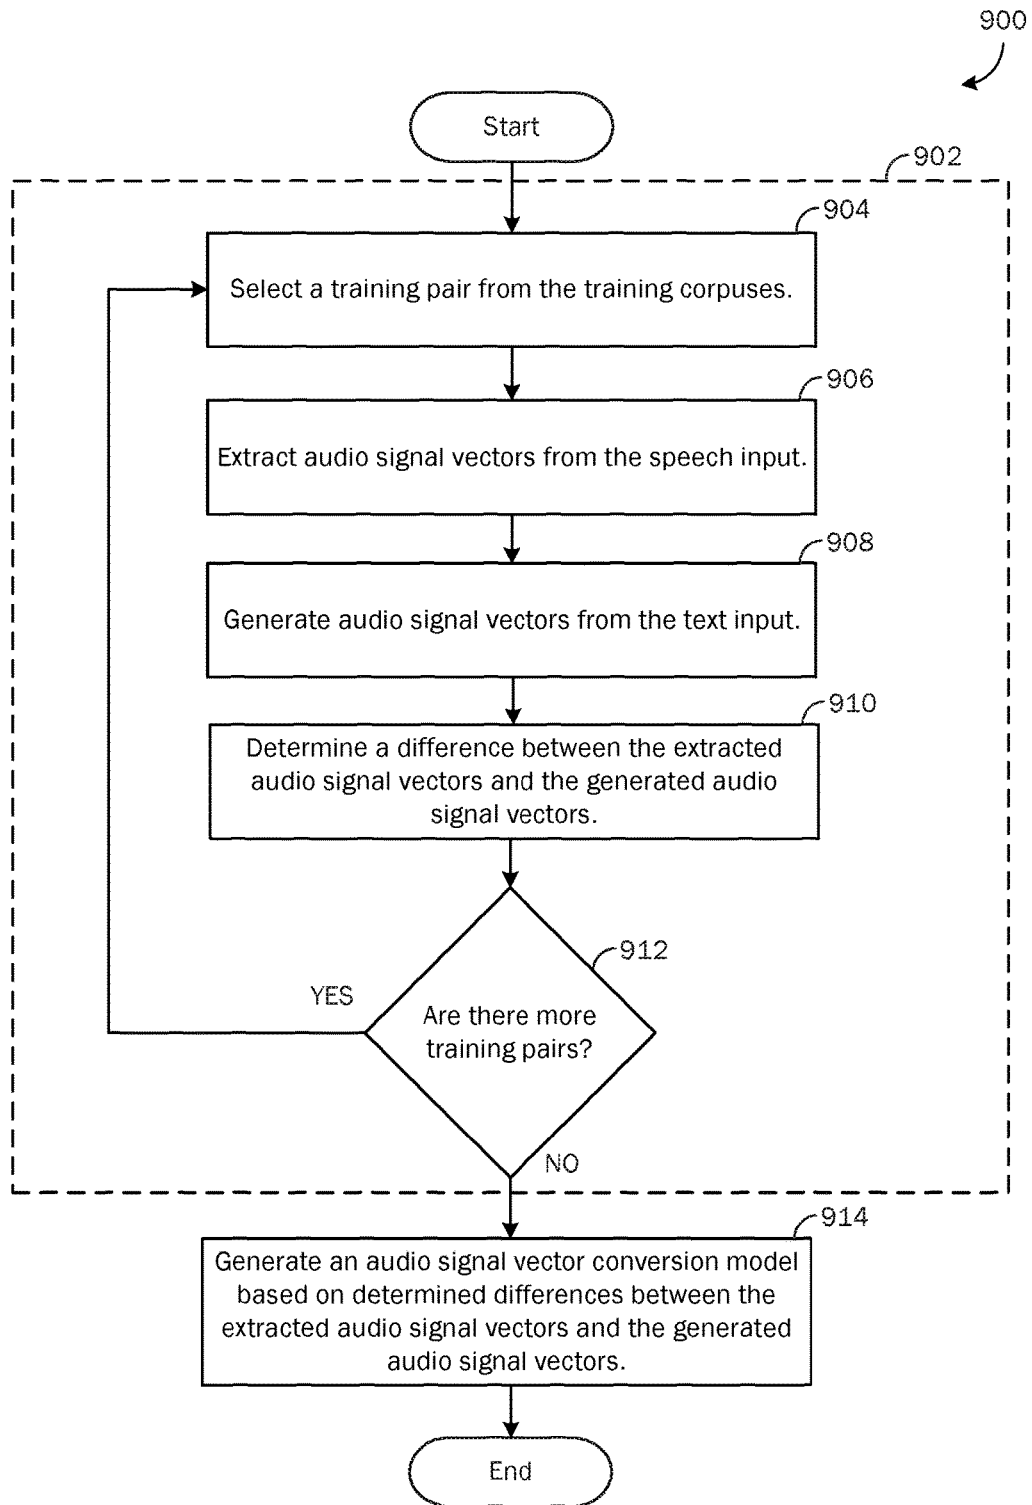 900
Start
902
904
Select a training pair from the training corpuses.
906
Extract audio signal vectors from the speech input.
908
Generate audio signal vectors from the text input.
910
Determine a difference between the extracted
audio signal vectors and the generated audio
signal vectors.
912
YES
Are there more
training pairs?
NO
914
Generate an audio signal vector conversion model
based on determined differences between the
extracted audio signal vectors and the generated
audio signal vectors.
End